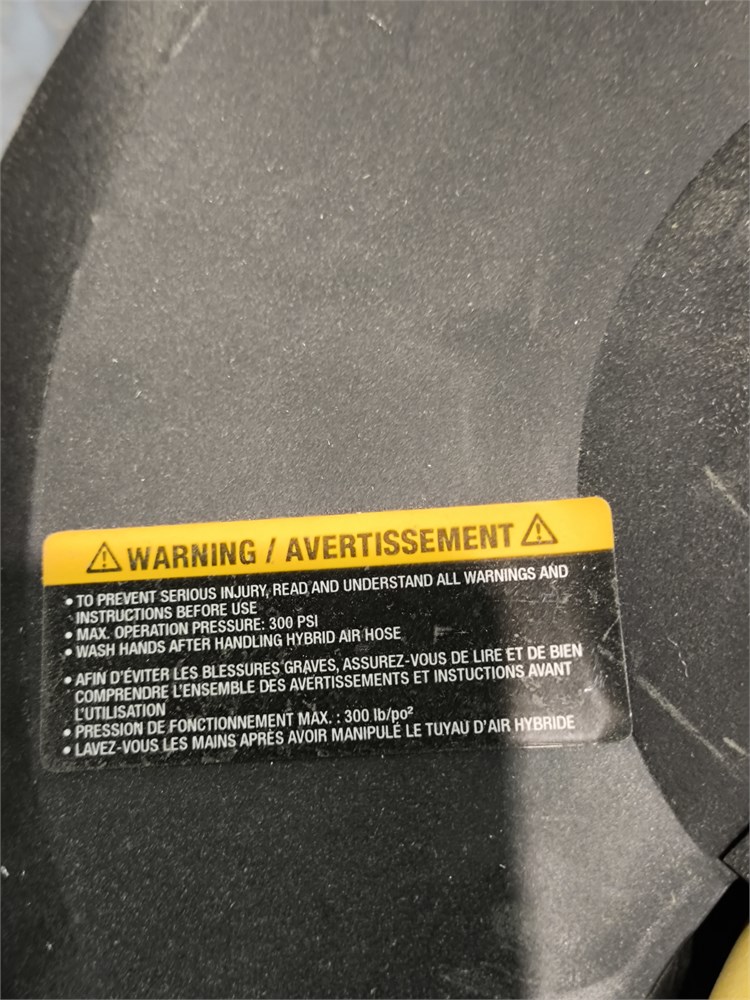 WARNING / AVERTISSEMENT
• TO PREVENT SERIOUS INJURY, READ AND UNDERSTAND ALL WARNINGS AND
INSTRUCTIONS BEFORE USE
• MAX. OPERATION PRESSURE: 300 PSI
• WASH HANDS AFTER HANDLING HYBRID AIR HOSE
• AFIN D'ÉVITER LES BLESSURES GRAVES, ASSUREZ-VOUS DE LIRE ET DE BIEN
COMPRENDRE L'ENSEMBLE DES AVERTISSEMENTS ET INSTUCTIONS AVANT
L'UTILISATION
• PRESSION DE FONCTIONNEMENT MAX. : 300 lb/po²
• LAVEZ-VOUS LES MAINS APRÈS AVOIR MANIPULÉ LE TUYAU D'AIR HYBRIDE